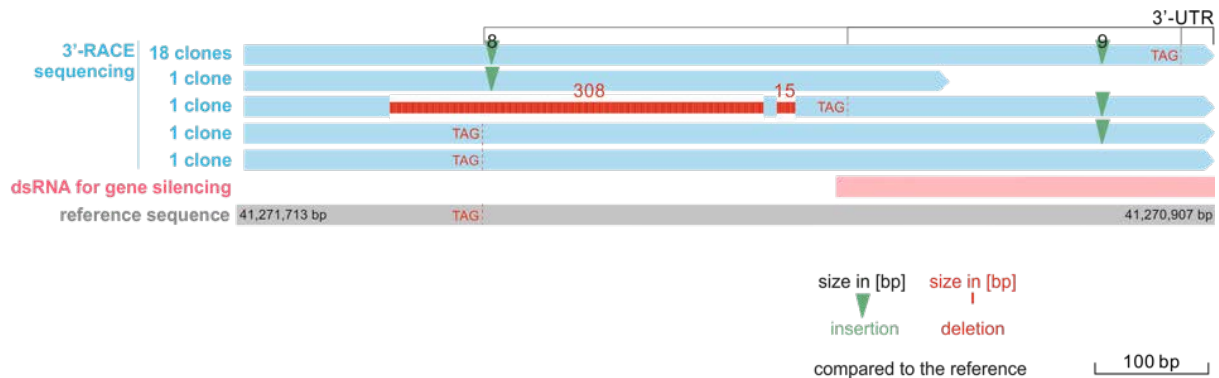 3'-UTR
8
9
3'-RACE sequencing
18 clones
TAG
1 clone
308
15
1 clone
TAG
1 clone
TAG
1 clone
TAG
dsRNA for gene silencing
reference sequence
41,271,713 bp
TAG
41,270,907 bp
size in [bp]
size in [bp]
insertion
deletion
compared to the reference
100 bp